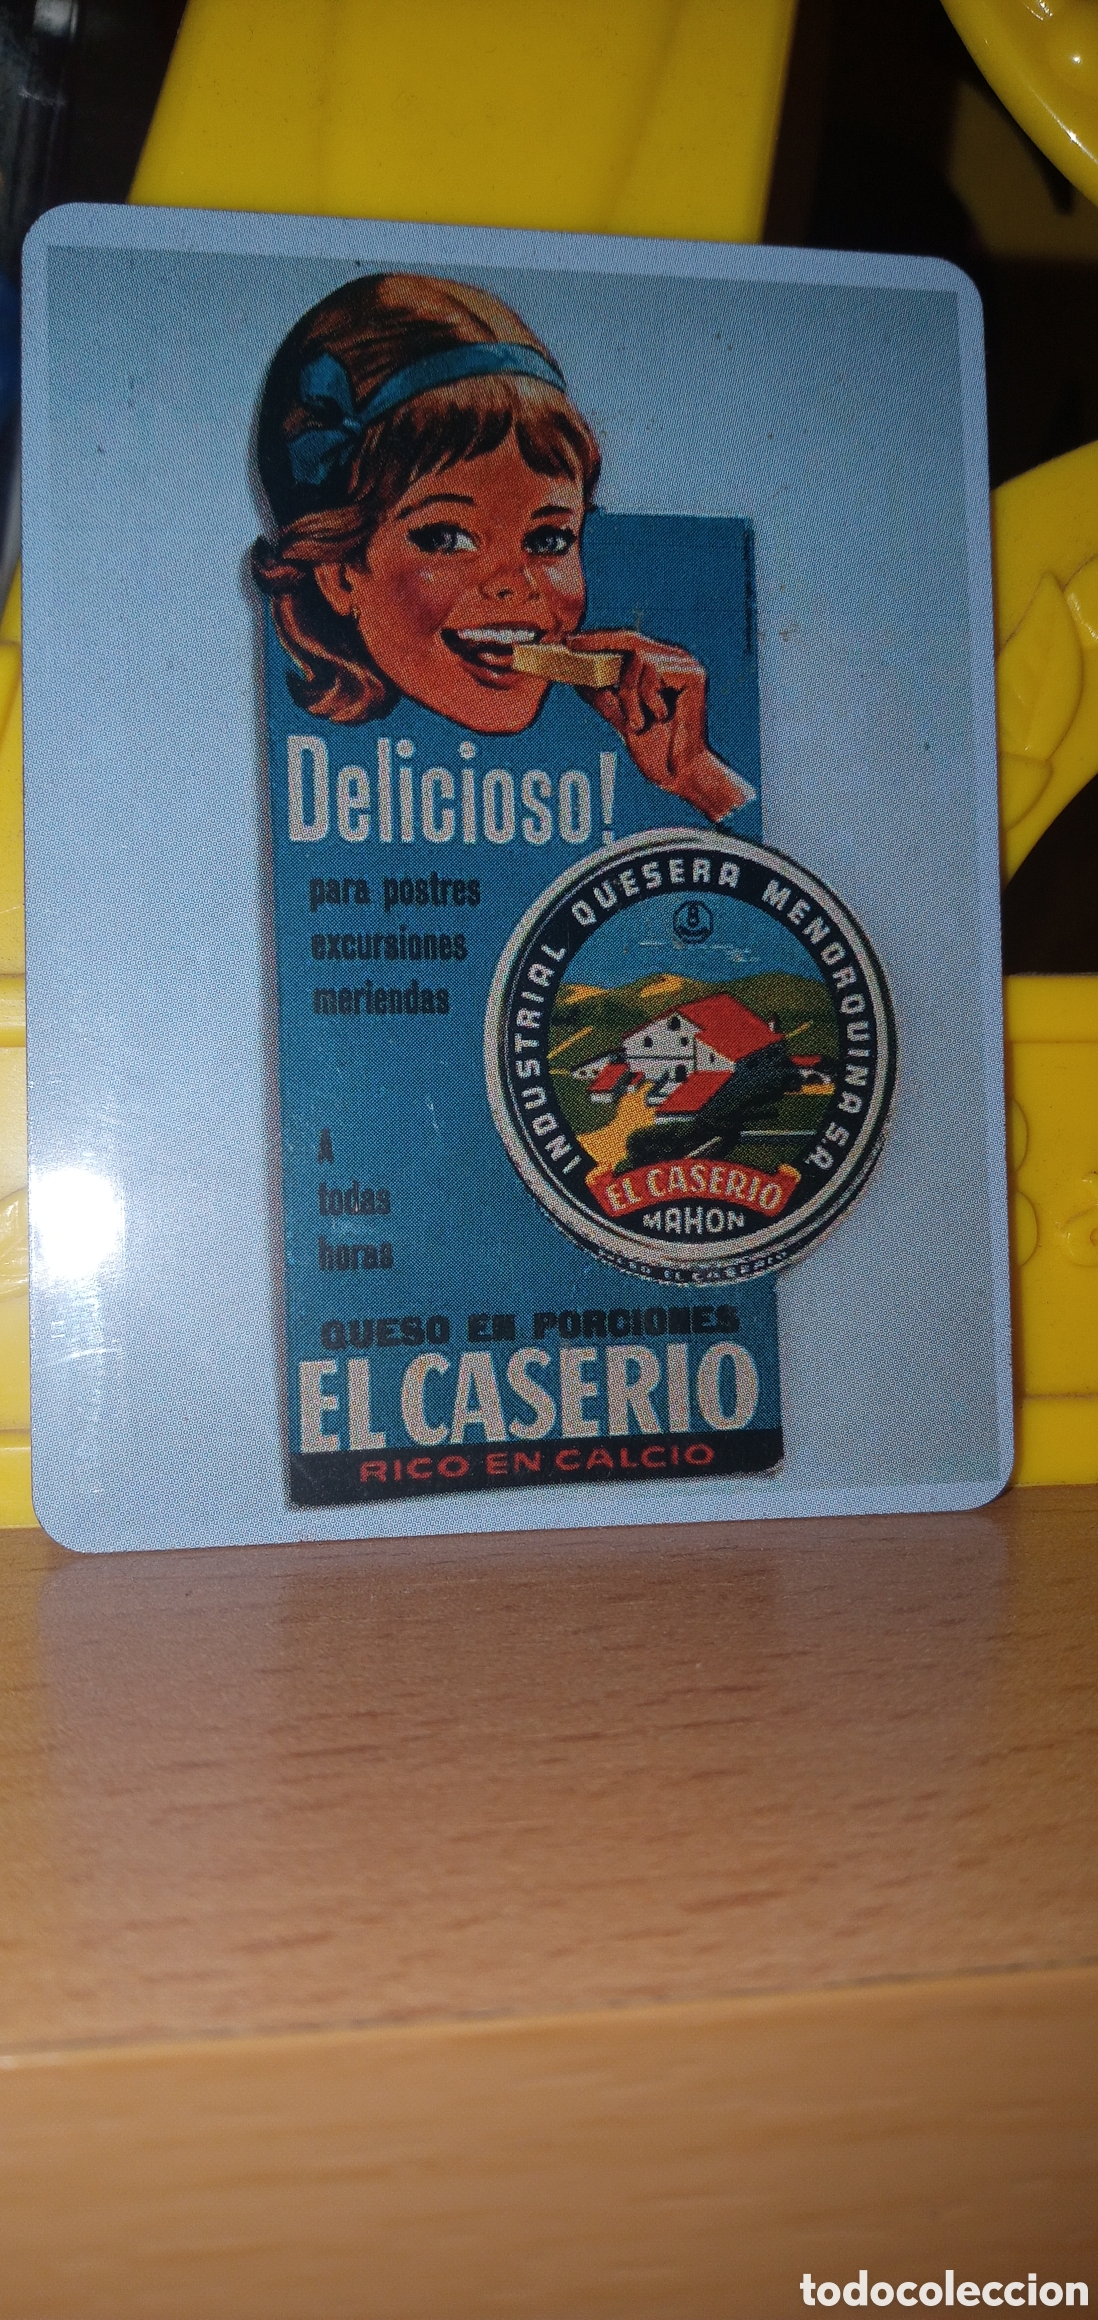 Delicioso!
para postres
excursiones
meriendas
A
todas
horas
INDUSTRIAL QUESERA MENORQUINA S.A.
8
EL CASERIO
MAHON
QUESO EN PORCIONES
EL CASERIO
RICO EN CALCIO
todocoleccion